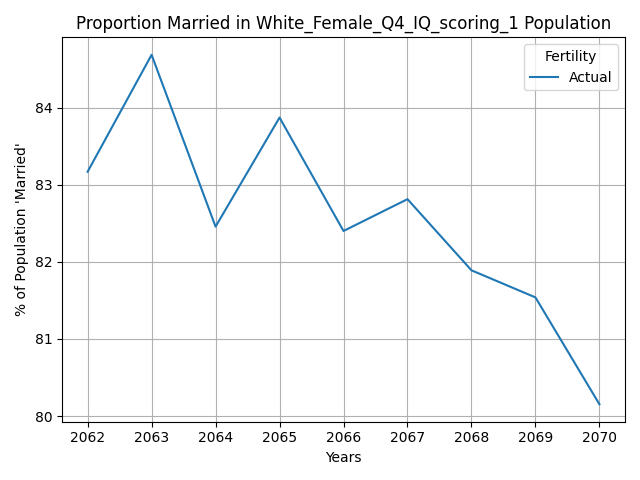 Proportion Married in White_Female_Q4_IQ_scoring_1 Population
Fertility
Actual
84
83
82
81
80
% of Population 'Married'
2062 2063 2064 2065 2066 2067 2068 2069 2070
Years